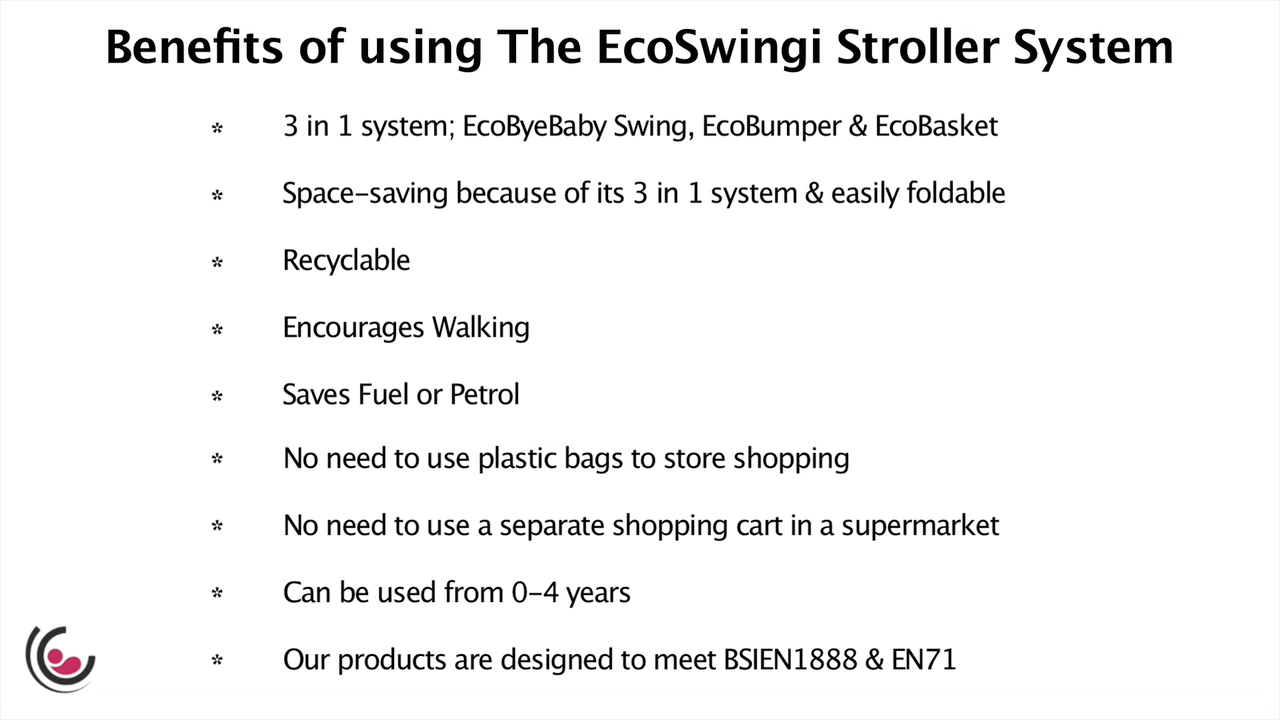 Benefits of using The EcoSwingi Stroller System
* 3 in 1 system; EcoByeBaby Swing, EcoBumper & EcoBasket
* Space-saving because of its 3 in 1 system & easily foldable
* Recyclable
* Encourages Walking
* Saves Fuel or Petrol
* No need to use plastic bags to store shopping
* No need to use a separate shopping cart in a supermarket
* Can be used from 0-4 years
* Our products are designed to meet BSIEN1888 & EN71